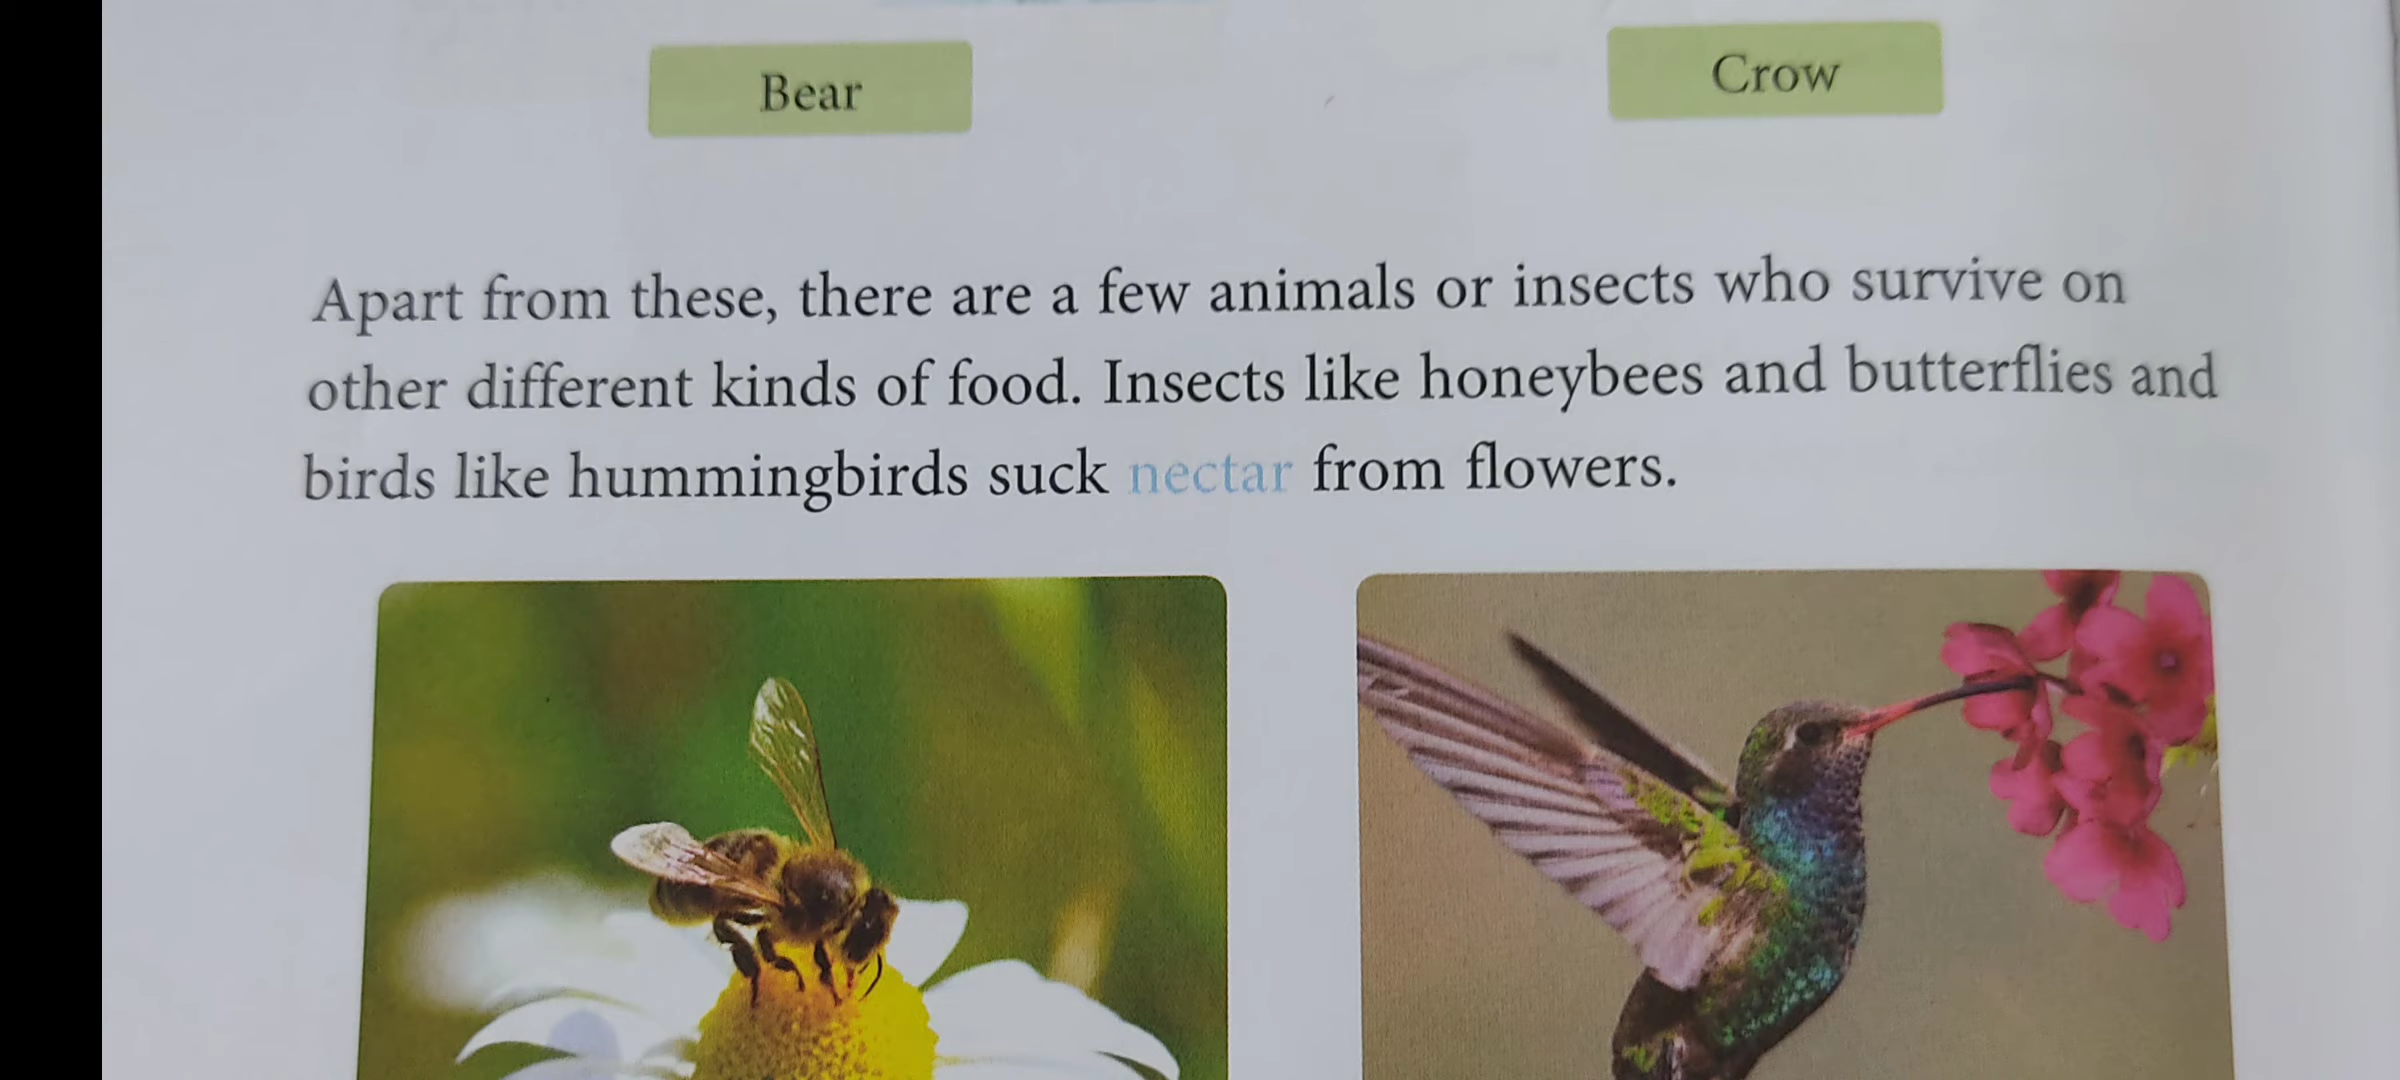 Bear
Crow
Apart from these, there are a few animals or insects who survive on
other different kinds of food. Insects like honeybees and butterflies and
birds like hummingbirds suck nectar from flowers.